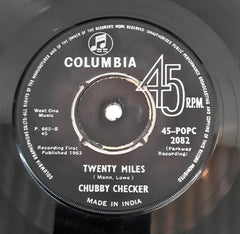 COLUMBIA
45
R.P.M.
West One
Music
P. 862-B
45
Recording First
Published 1963
45-POPC
2082
(Parkway
Recording)
TWENTY MILES
(Mann, Lowe)
CHUBBY CHECKER
MADE IN INDIA